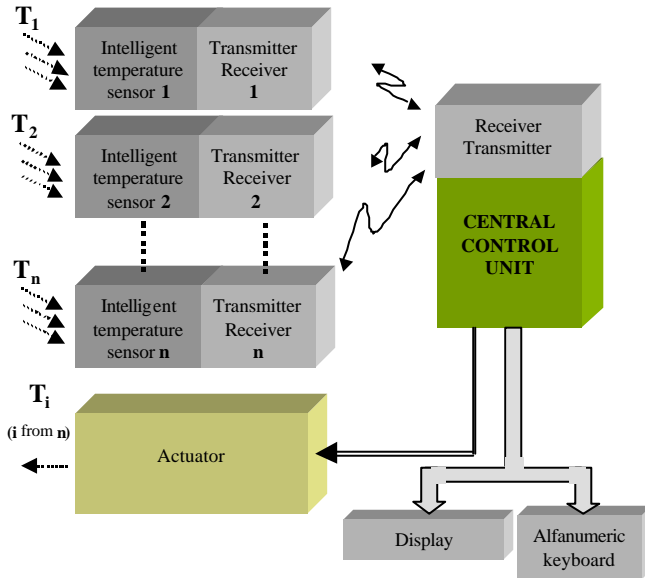 T1
Intelligent
temperature
sensor 1
Transmitter
Receiver
1
T2
Intelligent
temperature
sensor 2
Transmitter
Receiver
2
Tn
Intelligent
temperature
sensor n
Transmitter
Receiver
n
Receiver
Transmitter
CENTRAL
CONTROL
UNIT
Ti
(i from n)
Actuator
Display
Alfanumeric
keyboard